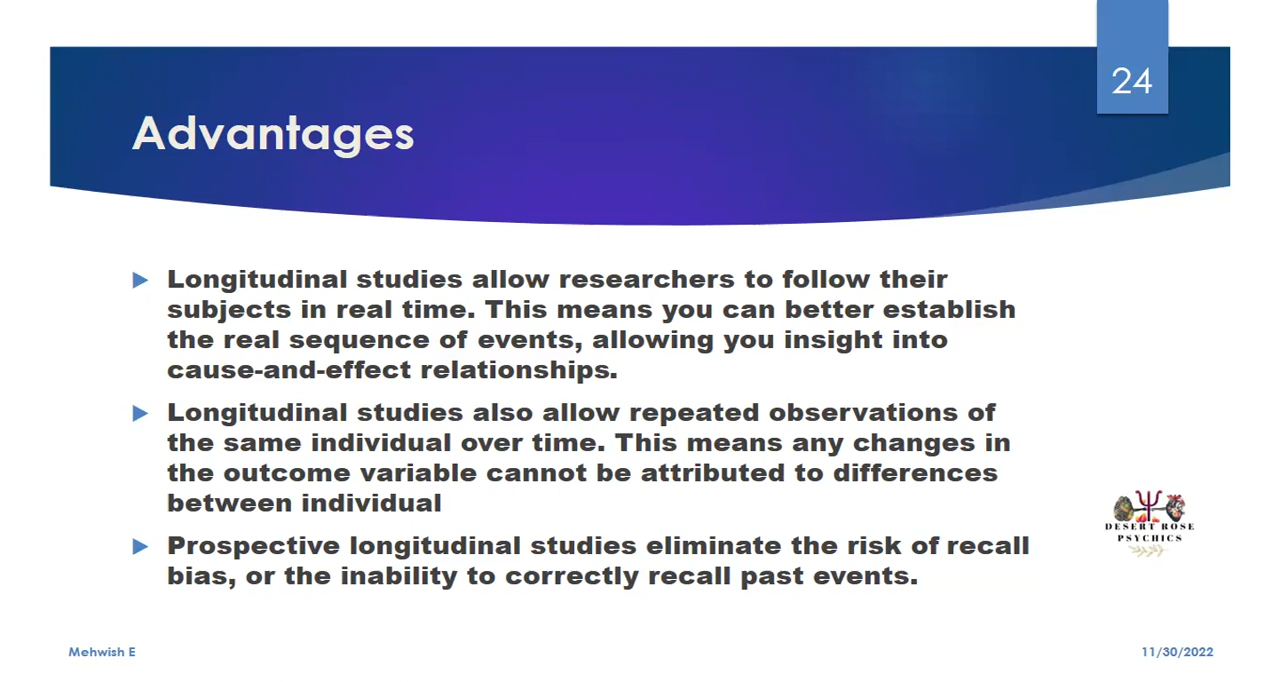 24
Advantages
Longitudinal studies allow researchers to follow their
subjects in real time. This means you can better establish
the real sequence of events, allowing you insight into
cause-and-effect relationships.
Longitudinal studies also allow repeated observations of
the same individual over time. This means any changes in
the outcome variable cannot be attributed to differences
between individual
Prospective longitudinal studies eliminate the risk of recall
bias, or the inability to correctly recall past events.
DESERT ROSE
PSYCHICS
Mehwish E
11/30/2022